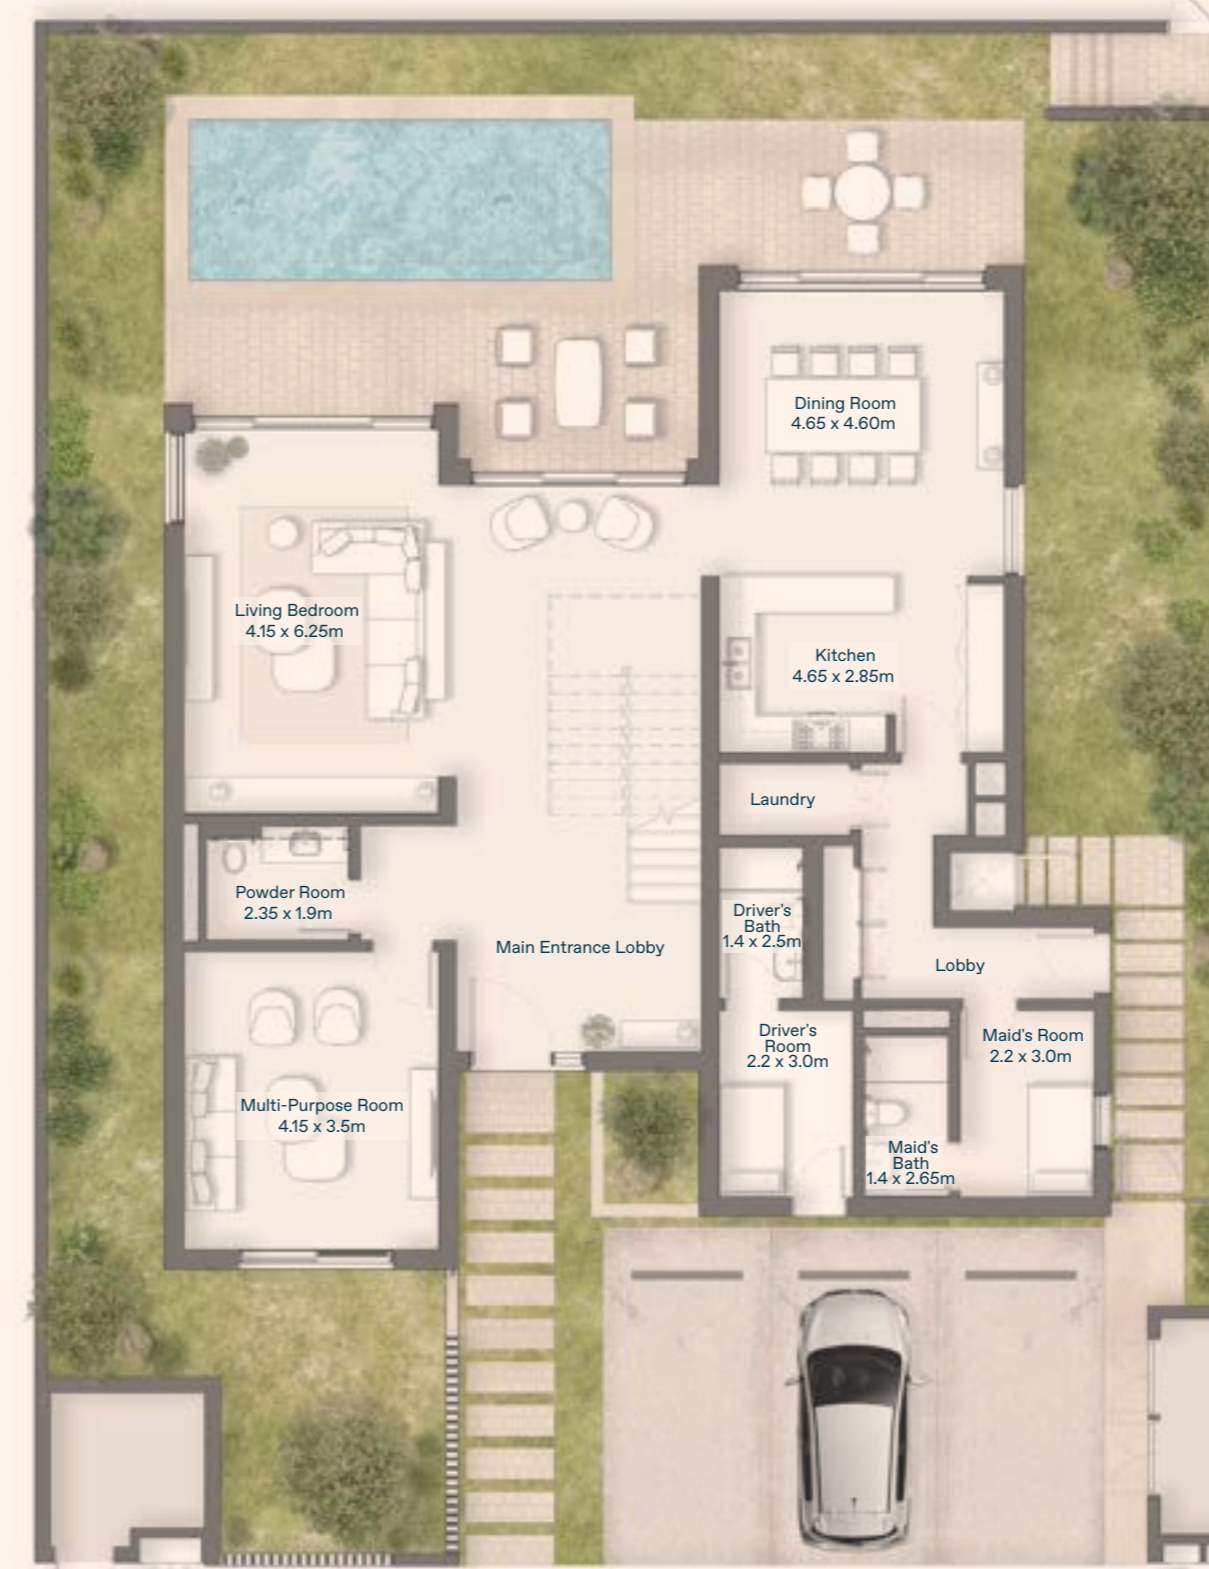 Dining Room
4.65 x 4.60m
Living Bedroom
4.15 x 6.25m
Kitchen
4.65 x 2.85m
Laundry
Powder Room
2.35 x 1.9m
Driver's
Bath
1.4 x 2.5m
Main Entrance Lobby
Lobby
Driver's
Room
2.2 x 3.0m
Maid's Room
2.2 x 3.0m
Multi-Purpose Room
4.15 x 3.5m
Maid's
Bath
1.4 x 2.65m